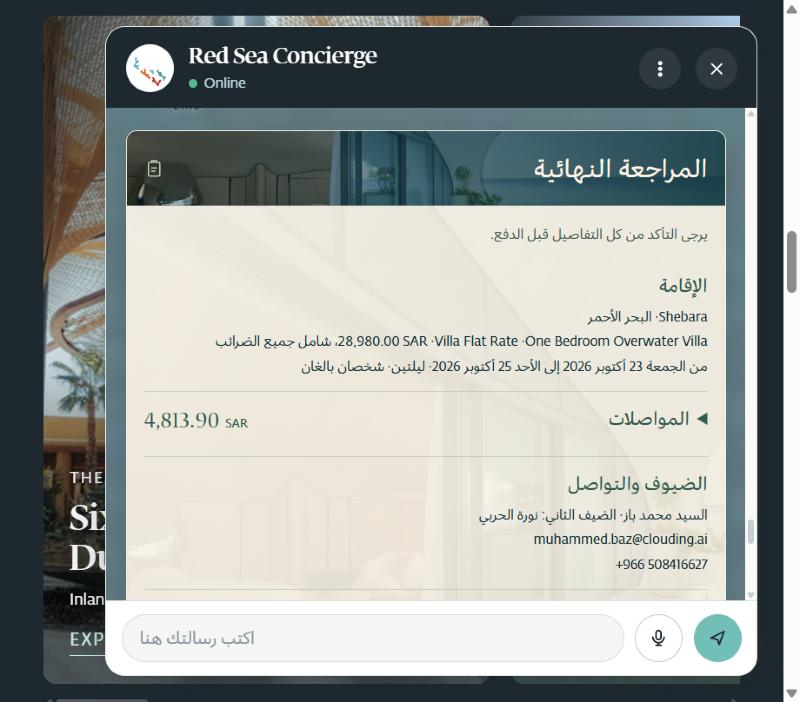 Red Sea Concierge
Online
المراجعة النهائية
يرجى التأكد من كل التفاصيل قبل الدفع.
الإقامة
Shebara· البحر الأحمر
One Bedroom Overwater Villa· Villa Flat Rate· 28,980.00 SAR، شامل جميع الضرائب
من الجمعة 23 أكتوبر 2026 إلى الأحد 25 أكتوبر 2026· ليلتين· شخصان بالغان
المواصلات
4,813.90 SAR
الضيوف والتواصل
السيد محمد باز· الضيف الثاني: نورة الحربي
muhammed.baz@clouding.ai
+966 508416627
اكتب رسالتك هنا
THE
Six
Du
Inlan
EXP